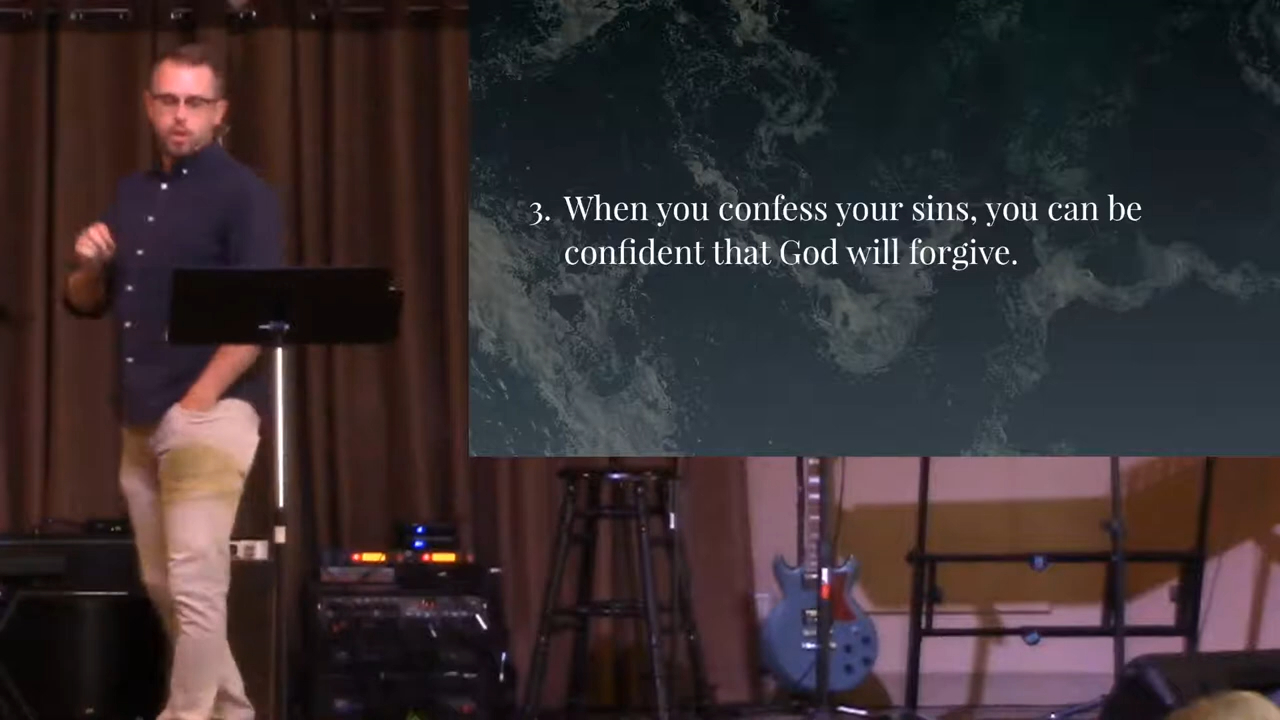 3. When you confess your sins, you can be
confident that God will forgive.